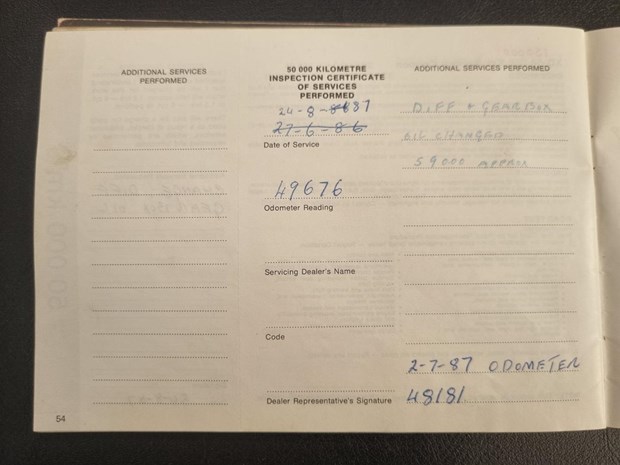 ADDITIONAL SERVICES
PERFORMED
50 000 KILOMETRE
INSPECTION CERTIFICATE
OF SERVICES
PERFORMED
24-8-87
27-6-86
Date of Service
49676
Odometer Reading
Servicing Dealer's Name
Code
Dealer Representative's Signature
ADDITIONAL SERVICES PERFORMED
DIFF + GEARBOX
OIL CHANGED
59000 APPROX
2-7-87 ODOMETER
48181
54